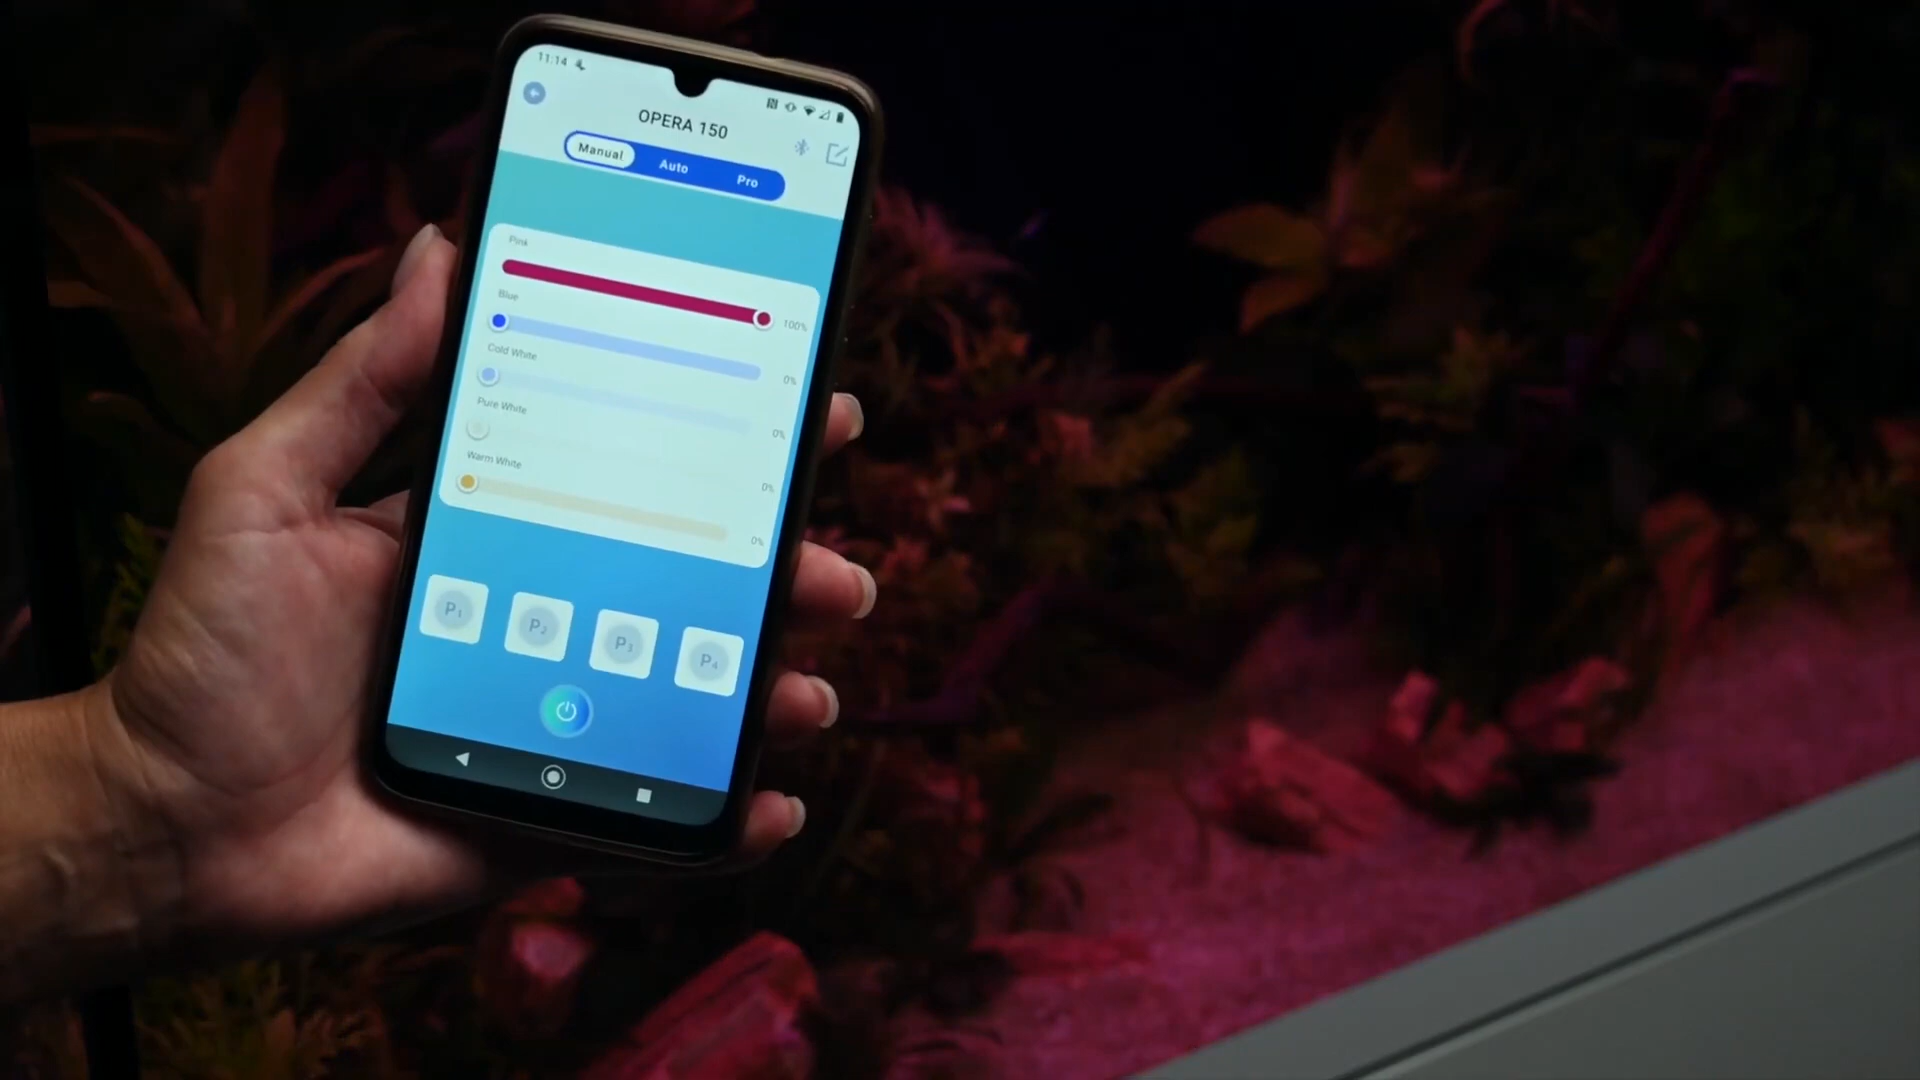 11:14
OPERA 150
Manual Auto Pro
Pink
100%
Blue
0%
Cold White
0%
Pure White
0%
Warm White
0%
P1 P2 P3 P4